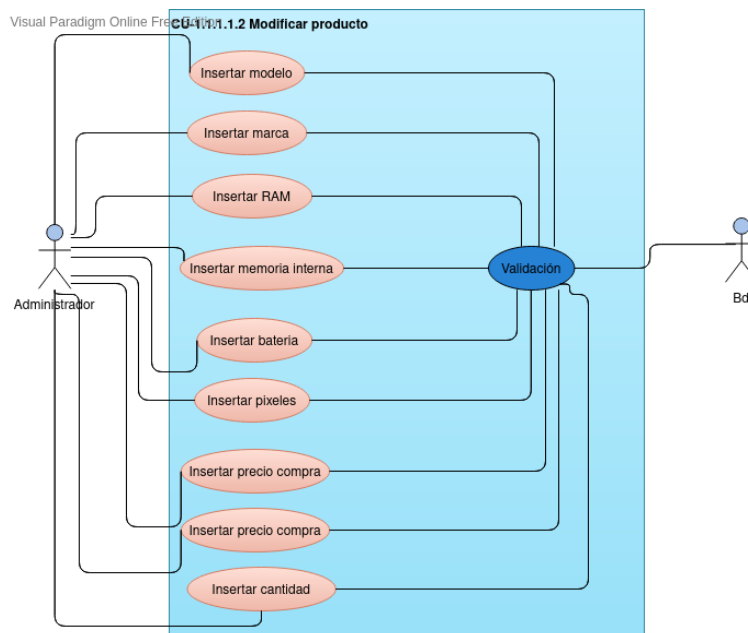 Visual Paradigm Online Free Edition
CU-1.1.1.1.2 Modificar producto
Insertar modelo
Insertar marca
Insertar RAM
Insertar memoria interna
Validación
Administrador
Bd
Insertar bateria
Insertar pixeles
Insertar precio compra
Insertar precio compra
Insertar cantidad